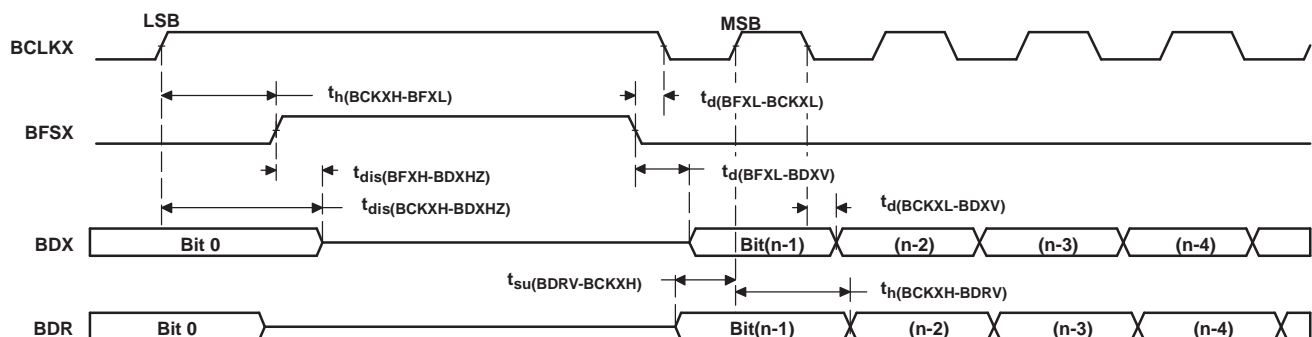 LSB
MSB
BCLKX
th(BCKXH-BFXL)
td(BFXL-BCKXL)
BFSX
tdis(BFXH-BDXHZ)
td(BFXL-BDXV)
tdis(BCKXH-BDXHZ)
td(BCKXL-BDXV)
BDX Bit 0 Bit(n-1) (n-2) (n-3) (n-4)
tsu(BDRV-BCKXH)
th(BCKXH-BDRV)
BDR Bit 0 Bit(n-1) (n-2) (n-3) (n-4)